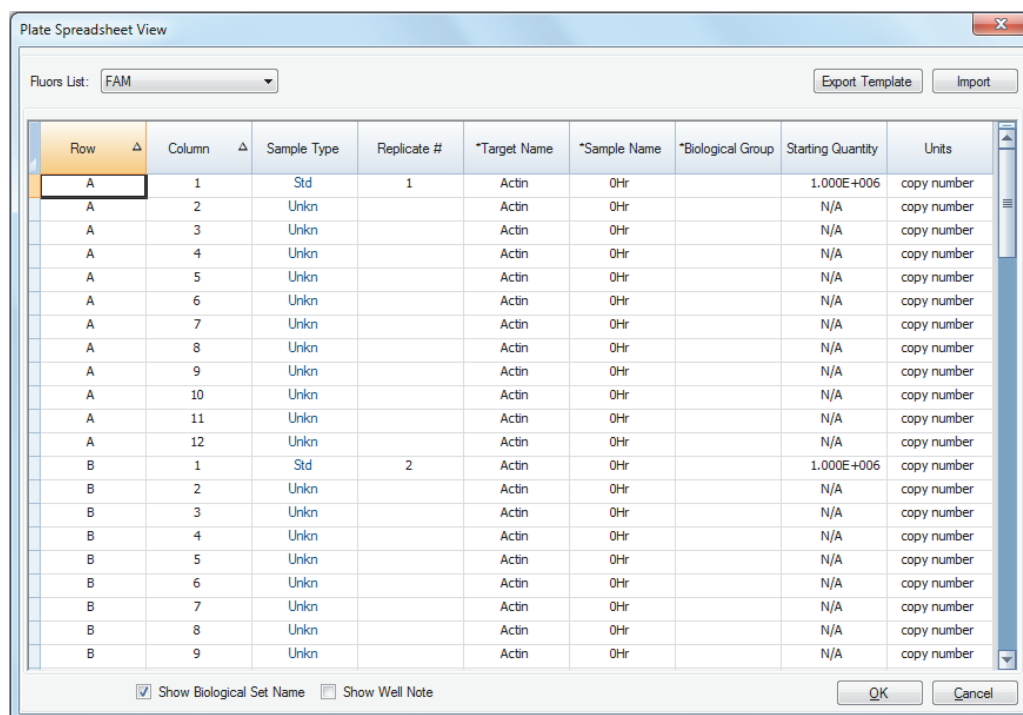 Plate Spreadsheet View
Fluors List: FAM Export Template Import
Row Column Sample Type Replicate # *Target Name *Sample Name *Biological Group Starting Quantity Units
A 1 Std 1 Actin 0Hr 1.000E+006 copy number
A 2 Unkn Actin 0Hr N/A copy number
A 3 Unkn Actin 0Hr N/A copy number
A 4 Unkn Actin 0Hr N/A copy number
A 5 Unkn Actin 0Hr N/A copy number
A 6 Unkn Actin 0Hr N/A copy number
A 7 Unkn Actin 0Hr N/A copy number
A 8 Unkn Actin 0Hr N/A copy number
A 9 Unkn Actin 0Hr N/A copy number
A 10 Unkn Actin 0Hr N/A copy number
A 11 Unkn Actin 0Hr N/A copy number
A 12 Unkn Actin 0Hr N/A copy number
B 1 Std 2 Actin 0Hr 1.000E+006 copy number
B 2 Unkn Actin 0Hr N/A copy number
B 3 Unkn Actin 0Hr N/A copy number
B 4 Unkn Actin 0Hr N/A copy number
B 5 Unkn Actin 0Hr N/A copy number
B 6 Unkn Actin 0Hr N/A copy number
B 7 Unkn Actin 0Hr N/A copy number
B 8 Unkn Actin 0Hr N/A copy number
B 9 Unkn Actin 0Hr N/A copy number
Show Biological Set Name Show Well Note OK Cancel